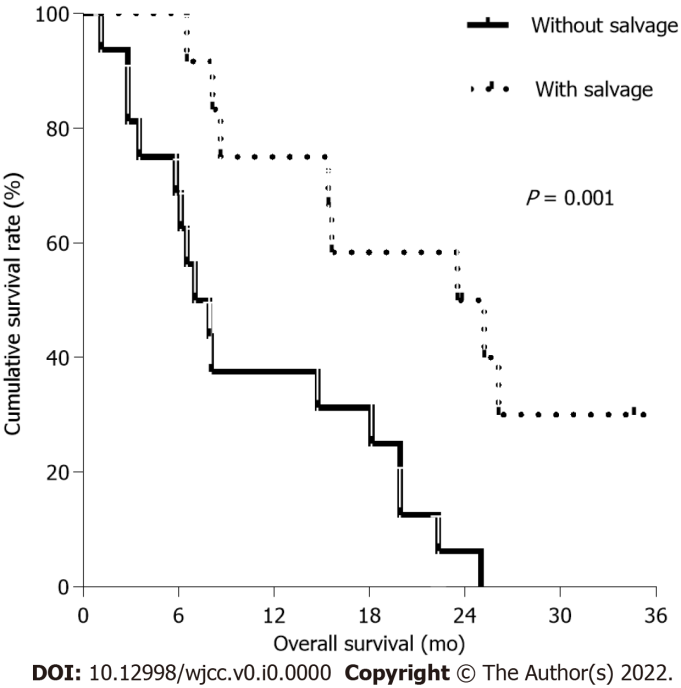 Cumulative survival rate (%)
100
80
60
40
20
0
Without salvage
With salvage
P = 0.001
0 6 12 18 24 30 36
Overall survival (mo)
DOI: 10.12998/wjcc.v0.i0.0000 Copyright © The Author(s) 2022.